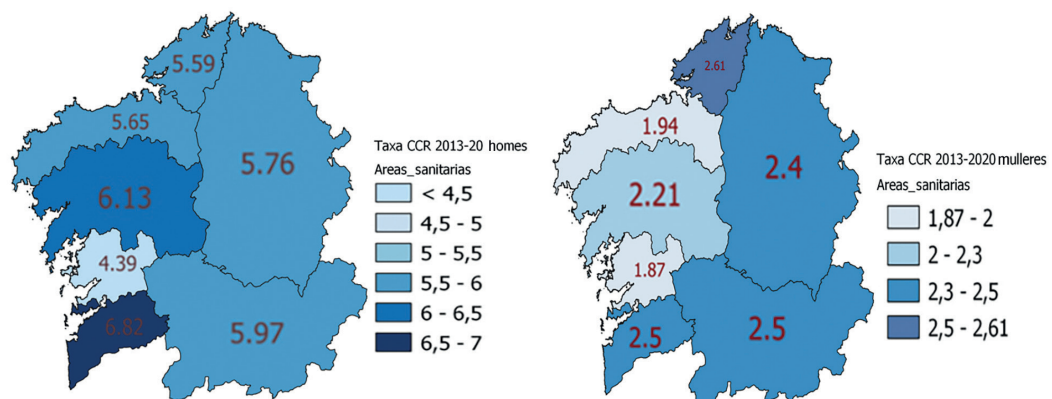 5.59
5.65
5.76
6.13
4.39
6.82
5.97
Taxa CCR 2013-20 homes
Areas_sanitarias
< 4,5
4,5 - 5
5 - 5,5
5,5 - 6
6 - 6,5
6,5 - 7
2.61
1.94
2.4
2.21
1.87
2.5
2.5
Taxa CCR 2013-2020 mulleres
Areas_sanitarias
1,87 - 2
2 - 2,3
2,3 - 2,5
2,5 - 2,61